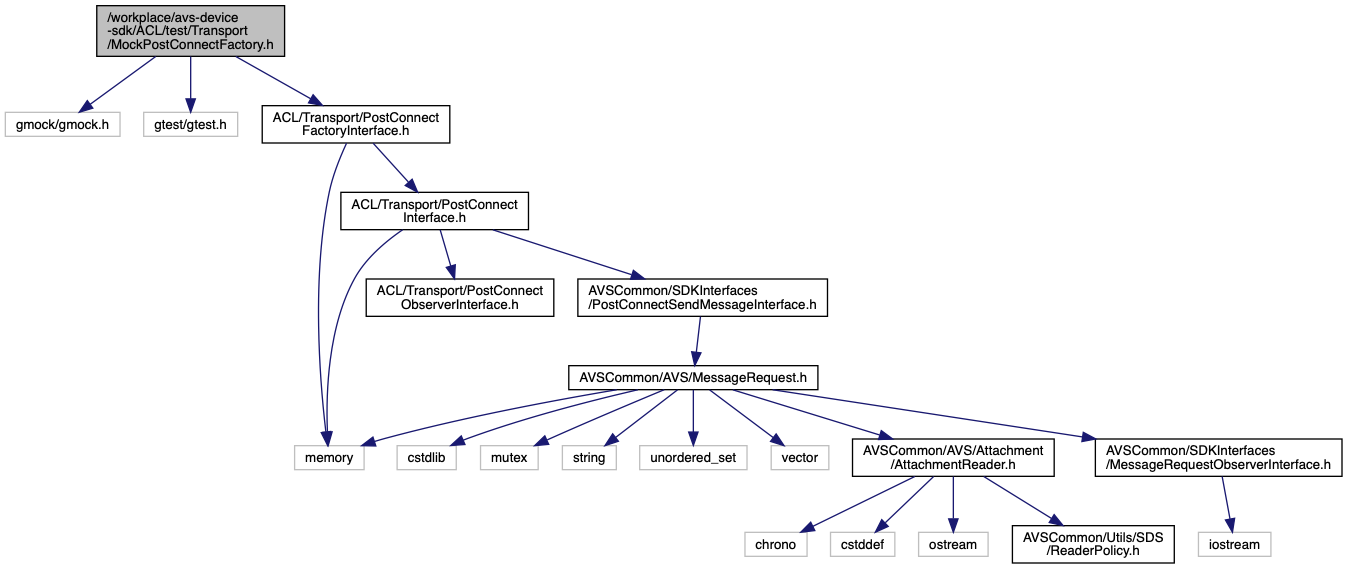 /workplace/avs-device
-sdk/ACL/test/Transport
/MockPostConnectFactory.h
gmock/gmock.h
gtest/gtest.h
ACL/Transport/PostConnect
FactoryInterface.h
ACL/Transport/PostConnect
Interface.h
ACL/Transport/PostConnect
ObserverInterface.h
AVSCommon/SDKInterfaces
/PostConnectSendMessageInterface.h
AVSCommon/AVS/MessageRequest.h
memory
cstdlib
mutex
string
unordered_set
vector
AVSCommon/AVS/Attachment
/AttachmentReader.h
AVSCommon/SDKInterfaces
/MessageRequestObserverInterface.h
chrono
cstddef
ostream
AVSCommon/Utils/SDS
/ReaderPolicy.h
iostream